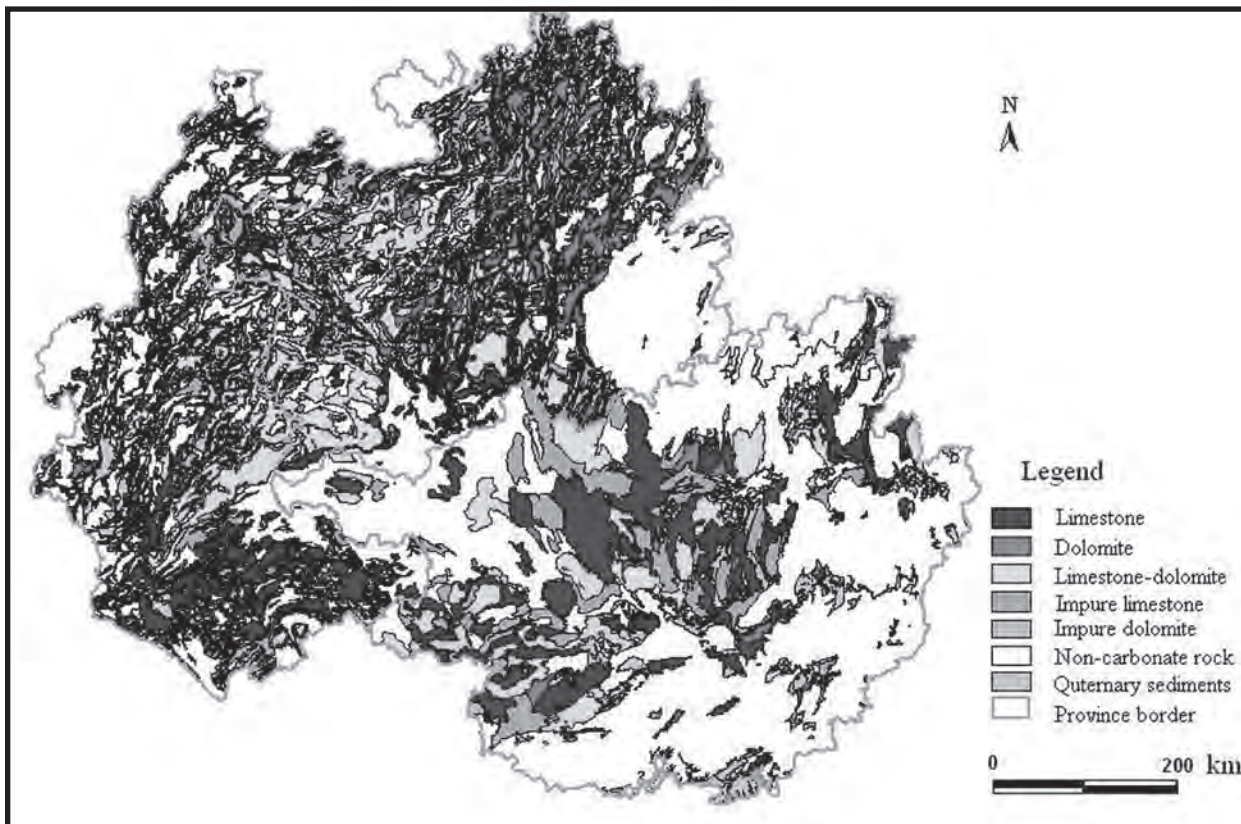 N
Legend
Limestone
Dolomite
Limestone-dolomite
Impure limestone
Impure dolomite
Non-carbonate rock
Quternary sediments
Province border
0 200 km